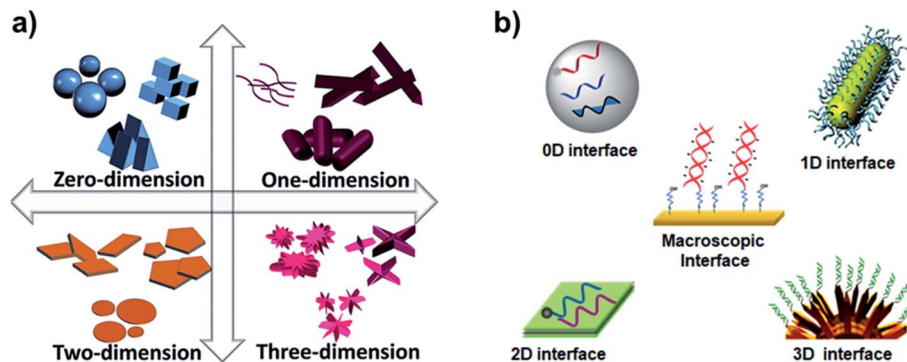 a)
Zero-dimension
One-dimension
Two-dimension
Three-dimension
b)
0D interface
1D interface
Macroscopic
Interface
2D interface
3D interface